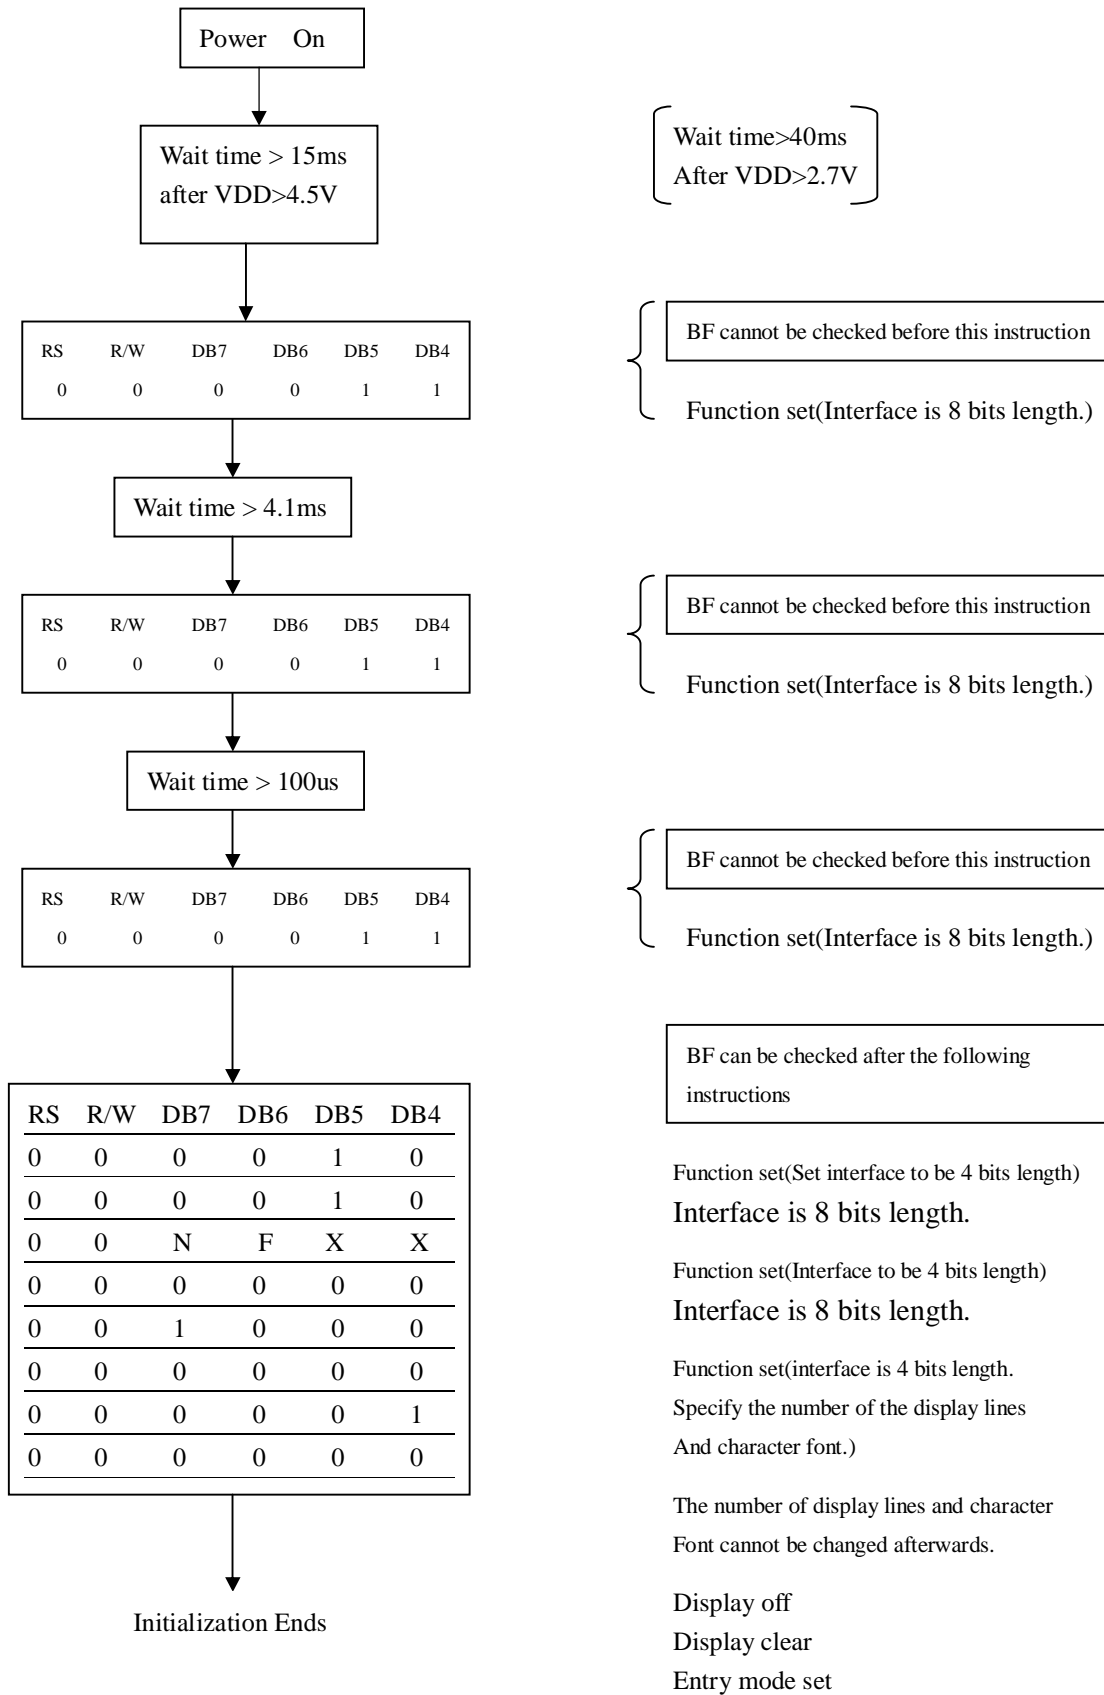 Power On
Wait time > 15ms
after VDD>4.5V
Wait time>40ms
After VDD>2.7V
RS R/W DB7 DB6 DB5 DB4
0 0 0 0 1 1
BF cannot be checked before this instruction
Function set(Interface is 8 bits length.)
Wait time > 4.1ms
RS R/W DB7 DB6 DB5 DB4
0 0 0 0 1 1
BF cannot be checked before this instruction
Function set(Interface is 8 bits length.)
Wait time > 100us
RS R/W DB7 DB6 DB5 DB4
0 0 0 0 1 1
BF cannot be checked before this instruction
Function set(Interface is 8 bits length.)
RS R/W DB7 DB6 DB5 DB4
0 0 0 0 1 0
0 0 0 0 1 0
0 0 N F X X
0 0 0 0 0 0
0 0 1 0 0 0
0 0 0 0 0 0
0 0 0 0 0 1
0 0 0 0 0 0
Initialization Ends
BF can be checked after the following
instructions
Function set(Set interface to be 4 bits length)
Interface is 8 bits length.
Function set(Interface to be 4 bits length)
Interface is 8 bits length.
Function set(interface is 4 bits length.
Specify the number of the display lines
And character font.)
The number of display lines and character
Font cannot be changed afterwards.
Display off
Display clear
Entry mode set